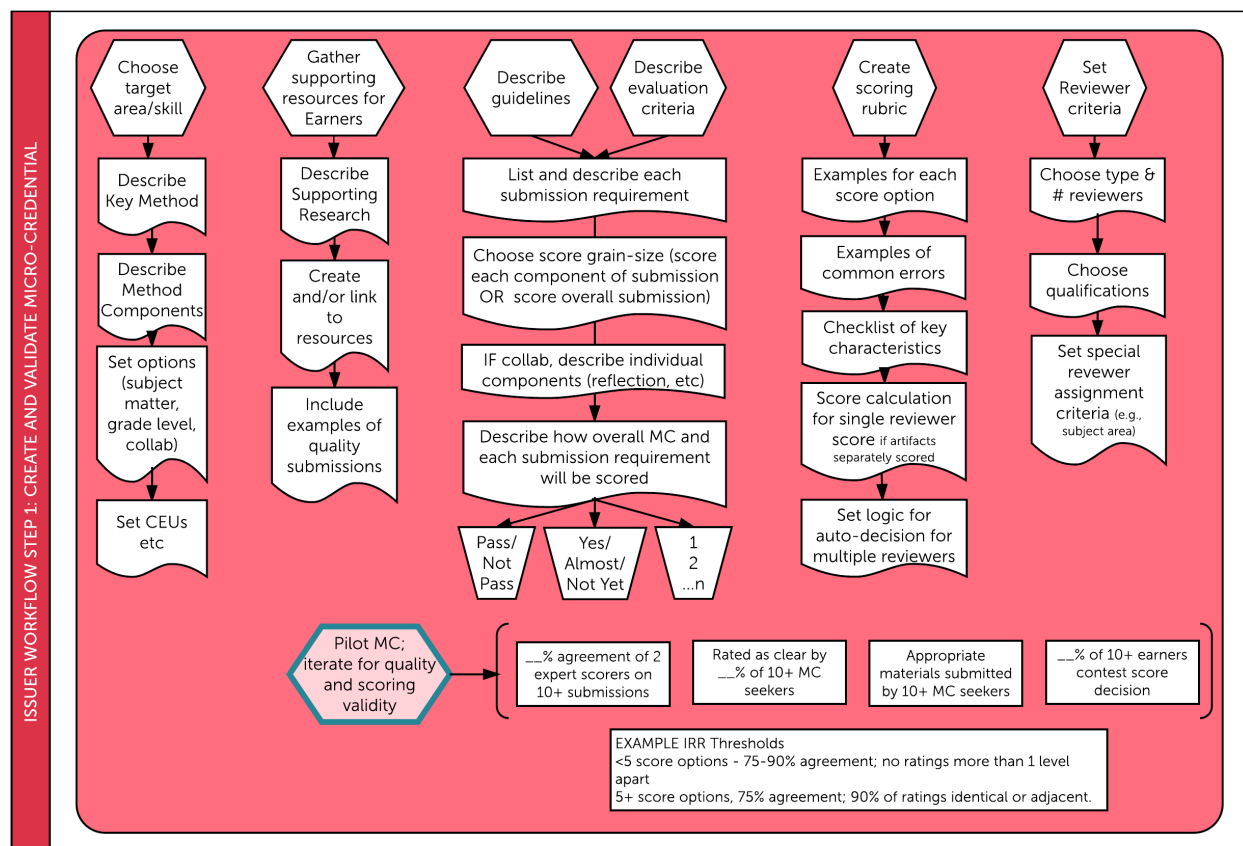 ISSUER WORKFLOW STEP 1: CREATE AND VALIDATE MICRO-CREDENTIAL
Choose
target
area/skill
Describe
Key Method
Describe
Method
Components
Set options
(subject
matter,
grade level,
collab)
Set CEUs
etc
Gather
supporting
resources for
Earners
Describe
Supporting
Research
Create
and/or link
to
resources
Include
examples of
quality
submissions
Describe
guidelines
Describe
evaluation
criteria
List and describe each
submission requirement
Choose score grain-size (score
each component of submission
OR score overall submission)
IF collab, describe individual
components (reflection, etc)
Describe how overall MC and
each submission requirement
will be scored
Pass/
Not
Pass
Yes/
Almost/
Not Yet
1
2
...n
Create
scoring
rubric
Examples for each
score option
Examples of
common errors
Checklist of key
characteristics
Score calculation
for single reviewer
score if artifacts
separately scored
Set logic for
auto-decision for
multiple reviewers
Set
Reviewer
criteria
Choose type &
# reviewers
Choose
qualifications
Set special
revewer
assignment
criteria (e.g.,
subject area)
Pilot MC;
iterate for quality
and scoring
validity
__% agreement of 2
expert scorers on
10+ submissions
Rated as clear by
__% of 10+ MC
seekers
Appropriate
materials submitted
by 10+ MC seekers
__% of 10+ earners
contest score
decision
EXAMPLE IRR Thresholds
<5 score options - 75-90% agreement; no ratings more than 1 level
apart
5+ score options, 75% agreement; 90% of ratings identical or adjacent.